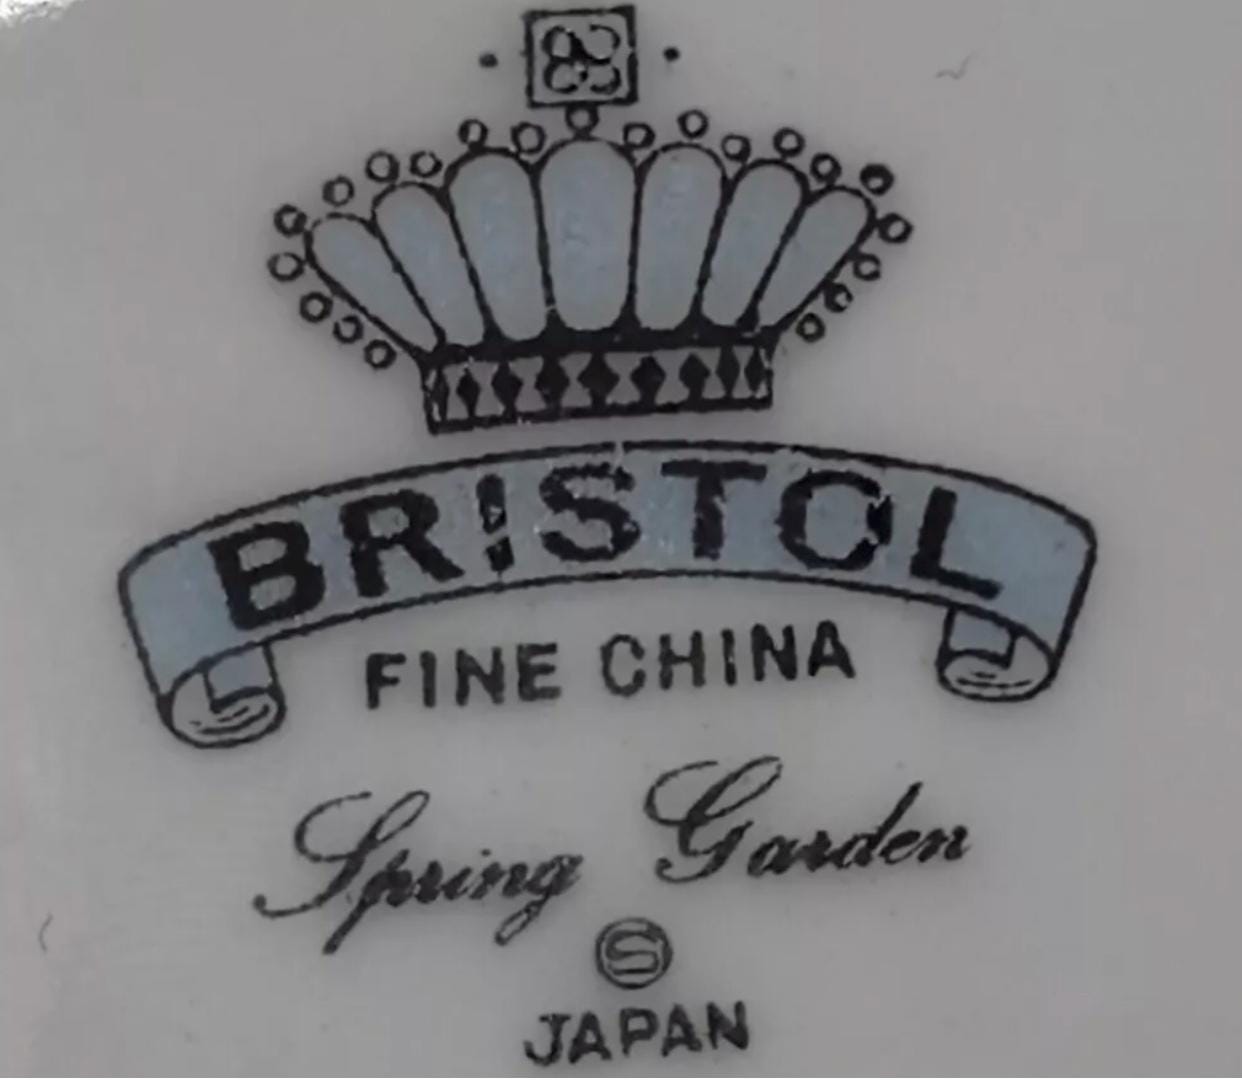 BRISTOL
FINE CHINA
Spring Garden
S
JAPAN